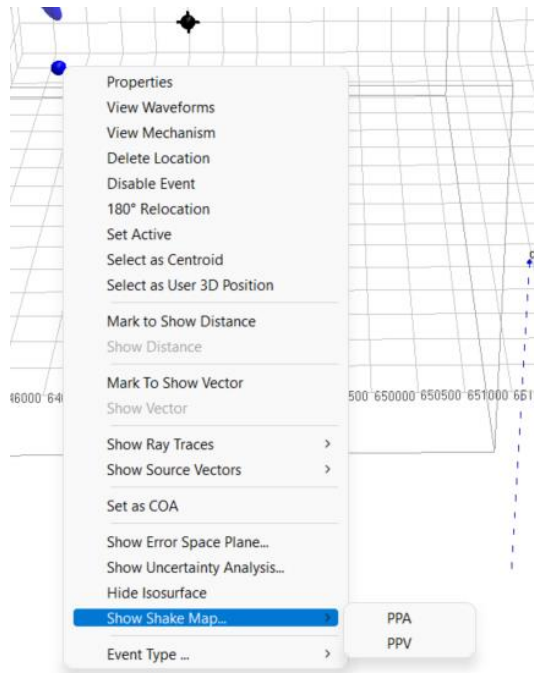 Properties
View Waveforms
View Mechanism
Delete Location
Disable Event
180° Relocation
Set Active
Select as Centroid
Select as User 3D Position
Mark to Show Distance
Show Distance
Mark To Show Vector
Show Vector
650000 650500 651000
Show Ray Traces
Show Source Vectors
Set as COA
Show Error Space Plane...
Show Uncertainty Analysis...
Hide Isosurface
Show Shake Map...
PPA
PPV
Event Type ...